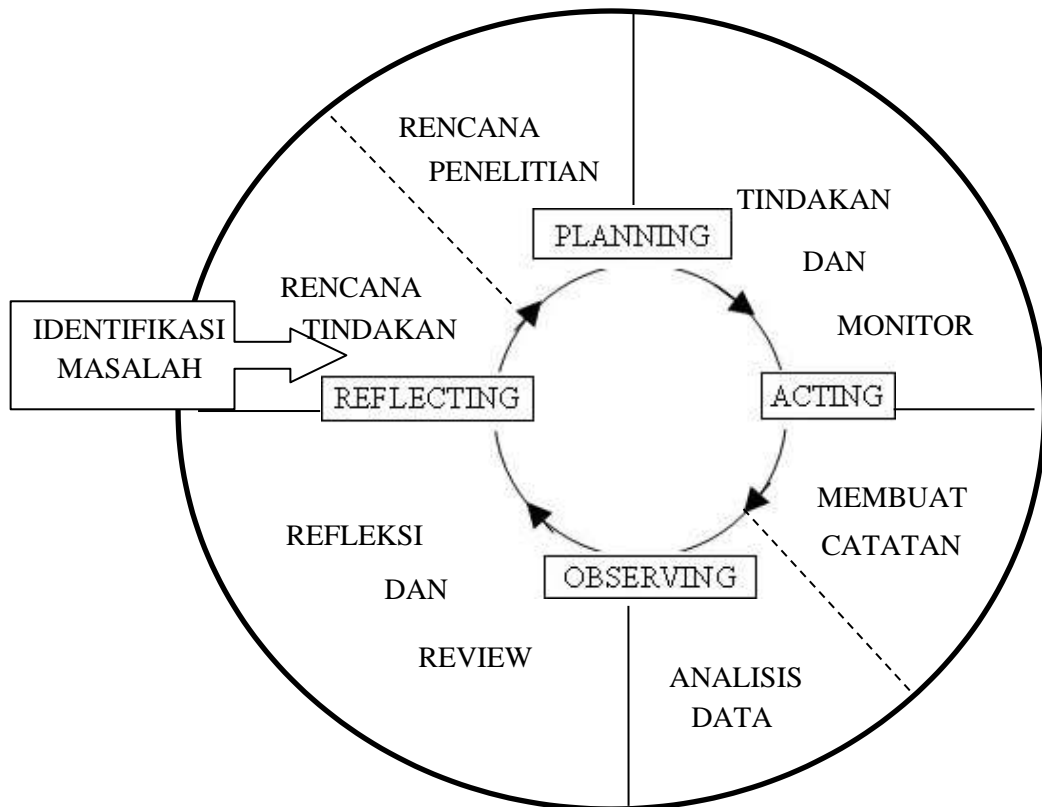 RENCANA
PENELITIAN
TINDAKAN
DAN
MONITOR
PLANNING
RENCANA
TINDAKAN
IDENTIFIKASI
MASALAH
REFLECTING
ACTING
MEMBUAT
CATATAN
REFLEKSI
DAN
REVIEW
OBSERVING
ANALISIS
DATA